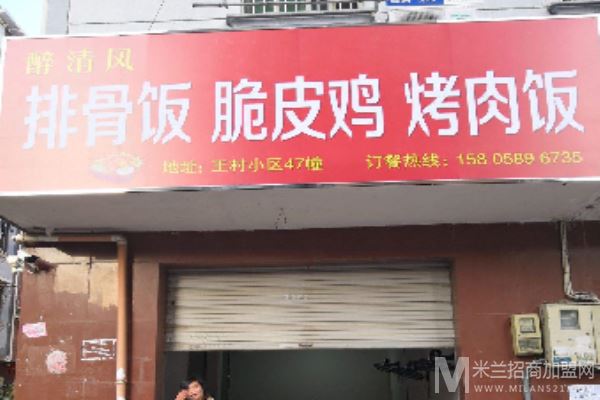 醉清风
排骨饭 脆皮鸡 烤肉饭
地址：王村小区47幢 订餐热线：158 0589 6735
米兰招商加盟网
WWW.MILAN521.COM